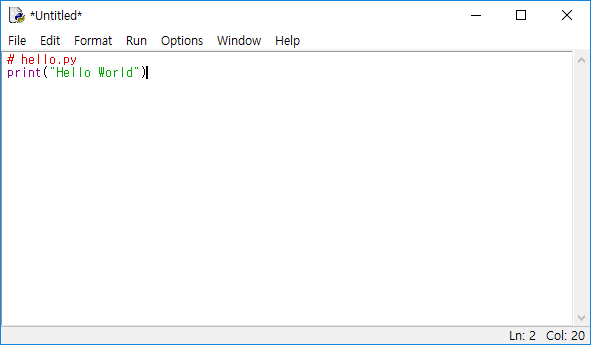 *Untitled*
File Edit Format Run Options Window Help
# hello.py
print("Hello World")
Ln: 2 Col: 20